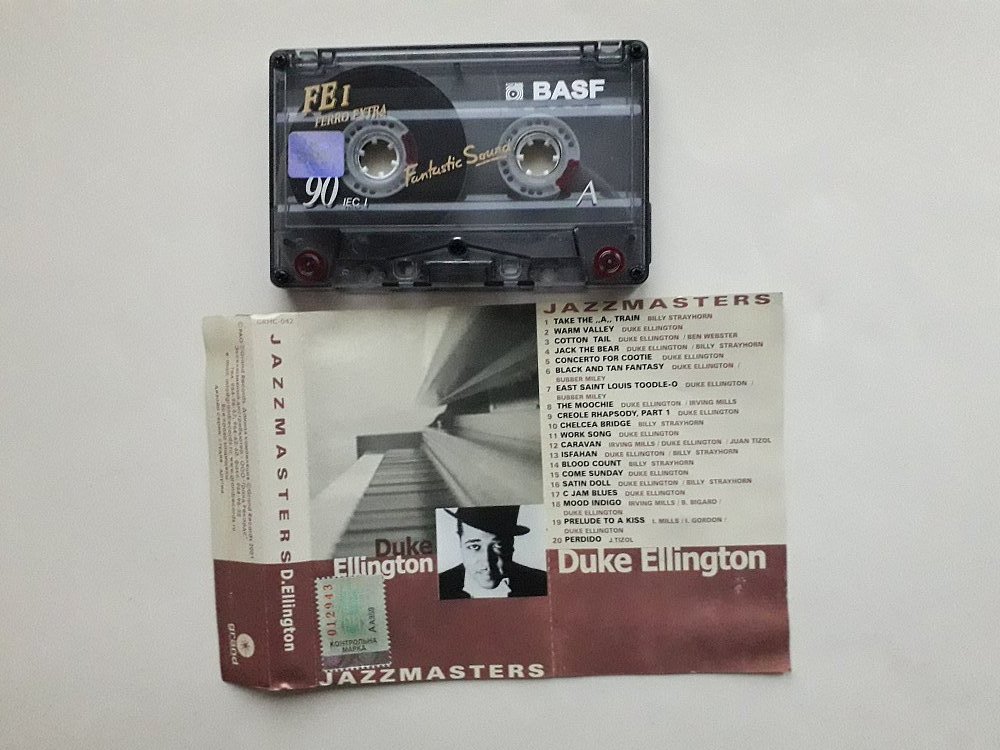 FE I
FERRO EXTRA
BASF
Fantastic Sound
90 IEC I
A
GRHC-042
JAZZMASTERS D.Ellington
grand
Duke
Ellington
012943
АА960
КОНТРОЛЬНА
МАРКА
JAZZMASTERS
JAZZMASTERS
1 TAKE THE ,,A,, TRAIN BILLY STRAYHORN
2 WARM VALLEY DUKE ELLINGTON
3 COTTON TAIL DUKE ELLINGTON / BEN WEBSTER
4 JACK THE BEAR DUKE ELLINGTON / BILLY STRAYHORN
5 CONCERTO FOR COOTIE DUKE ELLINGTON
6 BLACK AND TAN FANTASY DUKE ELLINGTON /
BUBBER MILEY
7 EAST SAINT LOUIS TOODLE-O DUKE ELLINGTON /
BUBBER MILEY
8 THE MOOCHIE DUKE ELLINGTON / IRVING MILLS
9 CREOLE RHAPSODY, PART 1 DUKE ELLINGTON
10 CHELCEA BRIDGE BILLY STRAYHORN
11 WORK SONG DUKE ELLINGTON
12 CARAVAN IRVING MILLS / DUKE ELLINGTON / JUAN TIZOL
13 ISFAHAN DUKE ELLINGTON / BILLY STRAYHORN
14 BLOOD COUNT BILLY STRAYHORN
15 COME SUNDAY DUKE ELLINGTON
16 SATIN DOLL DUKE ELLINGTON / BILLY STRAYHORN
17 C JAM BLUES DUKE ELLINGTON
18 MOOD INDIGO IRVING MILLS / B. BIGARD /
DUKE ELLINGTON
19 PRELUDE TO A KISS I. MILLS / I. GORDON /
DUKE ELLINGTON
20 PERDIDO J.TIZOL
Duke Ellington